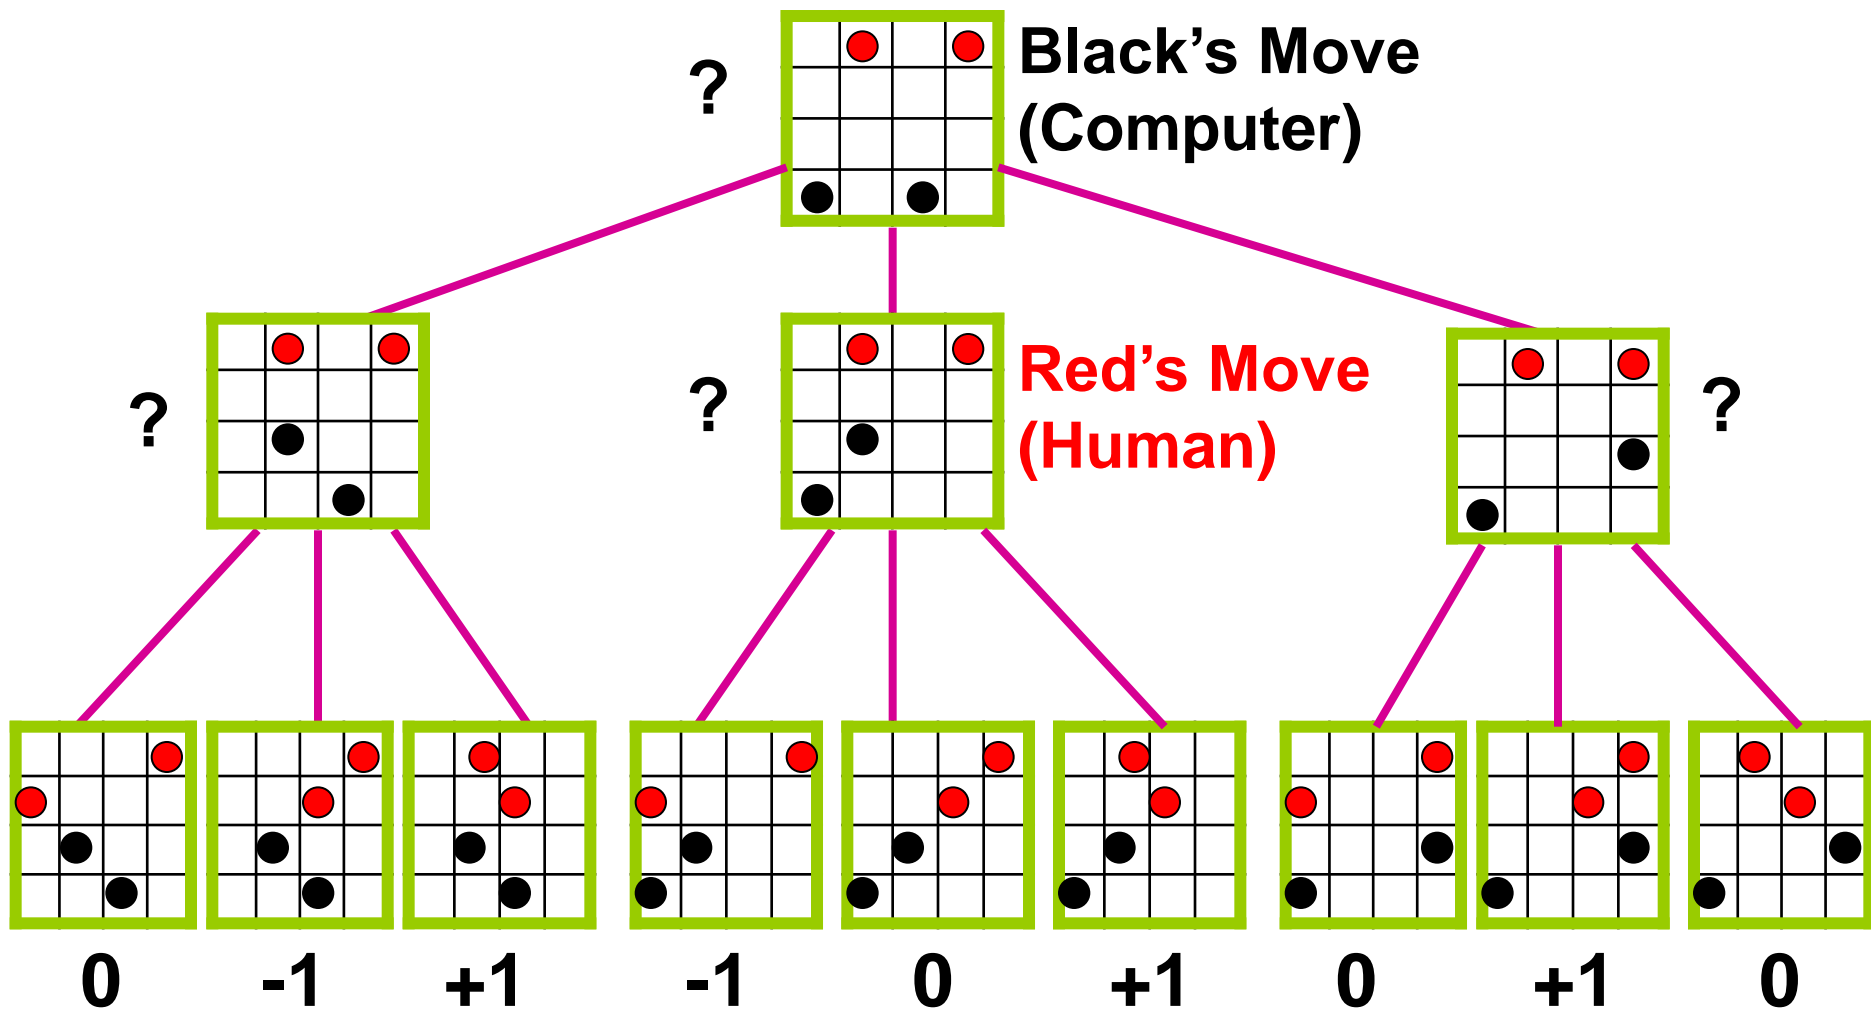 ?
Black’s Move
(Computer)
?
?
Red’s Move
(Human)
?
0 -1 +1 -1 0 +1 0 +1 0